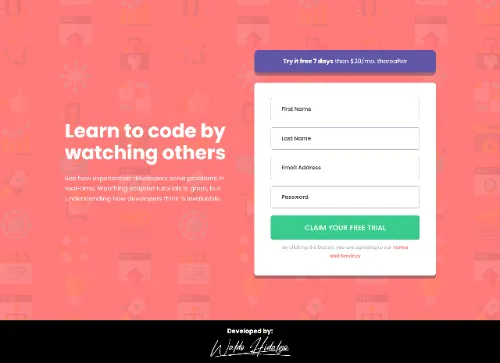 Learn to code by
watching others
See how experienced developers solve problems in
real-time. Watching scripted tutorials is great, but
understanding how developers think is invaluable.
Try it free 7 days then $20/mo. thereafter
First Name
Last Name
Email Address
Password
CLAIM YOUR FREE TRIAL
By clicking the button, you are agreeing to our Terms
and Services
Developed by:
Waldo Hidalgo